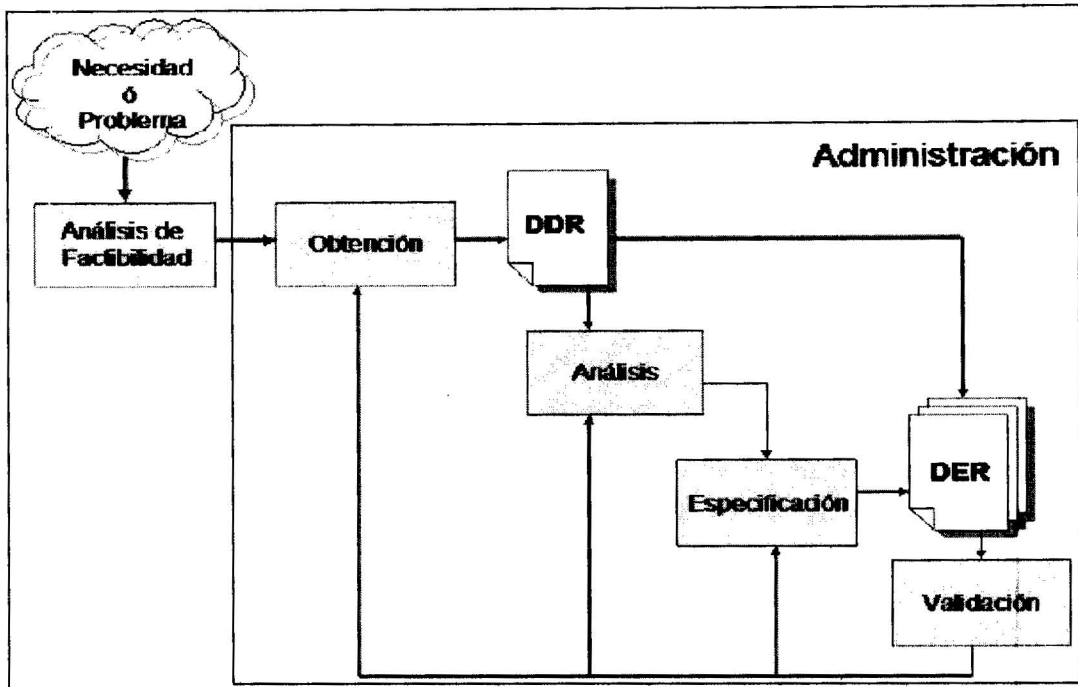 Necesidad
ó
Problema
Administración
Análisis de
Factibilidad
Obtención
DDR
Análisis
Especificación
DER
Validación